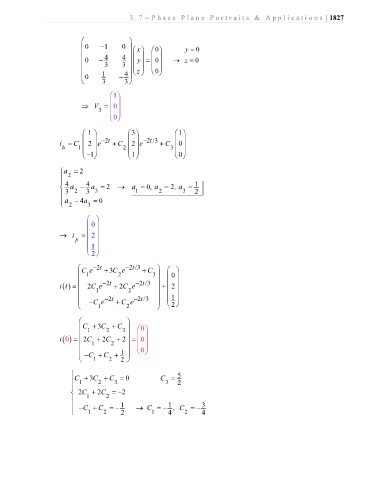 3.7–Phase Plane Portraits & Applications | 1827
( 0 −1 0 ; 0 −4/3 4/3 ; 0 1/3 −4/3 ) ( x ; y ; z ) = ( 0 ; 0 ; 0 ) → y = 0 z = 0
⇒ V₃ = ( 1 ; 0 ; 0 )
i_h = C₁ ( 1 ; 2 ; −1 ) e^(−2t) + C₂ ( 3 ; 2 ; 1 ) e^(−2t/3) + C₃ ( 1 ; 0 ; 0 )
{ a₂ = 2
4/3 a₂ − 4/3 a₃ = 2 → a₁ = 0, a₂ = 2, a₃ = 1/2
a₂ − 4a₃ = 0
→ i_p = ( 0 ; 2 ; 1/2 )
i(t) = ( C₁e^(−2t) + 3C₂e^(−2t/3) + C₃ ; 2C₁e^(−2t) + 2C₂e^(−2t/3) ; −C₁e^(−2t) + C₂e^(−2t/3) ) + ( 0 ; 2 ; 1/2 )
i(0) = ( C₁ + 3C₂ + C₃ ; 2C₁ + 2C₂ + 2 ; −C₁ + C₂ + 1/2 ) = ( 0 ; 0 ; 0 )
{ C₁ + 3C₂ + C₃ = 0 C₃ = 5/2
2C₁ + 2C₂ = −2
−C₁ + C₂ = −1/2 → C₁ = −1/4, C₂ = −3/4